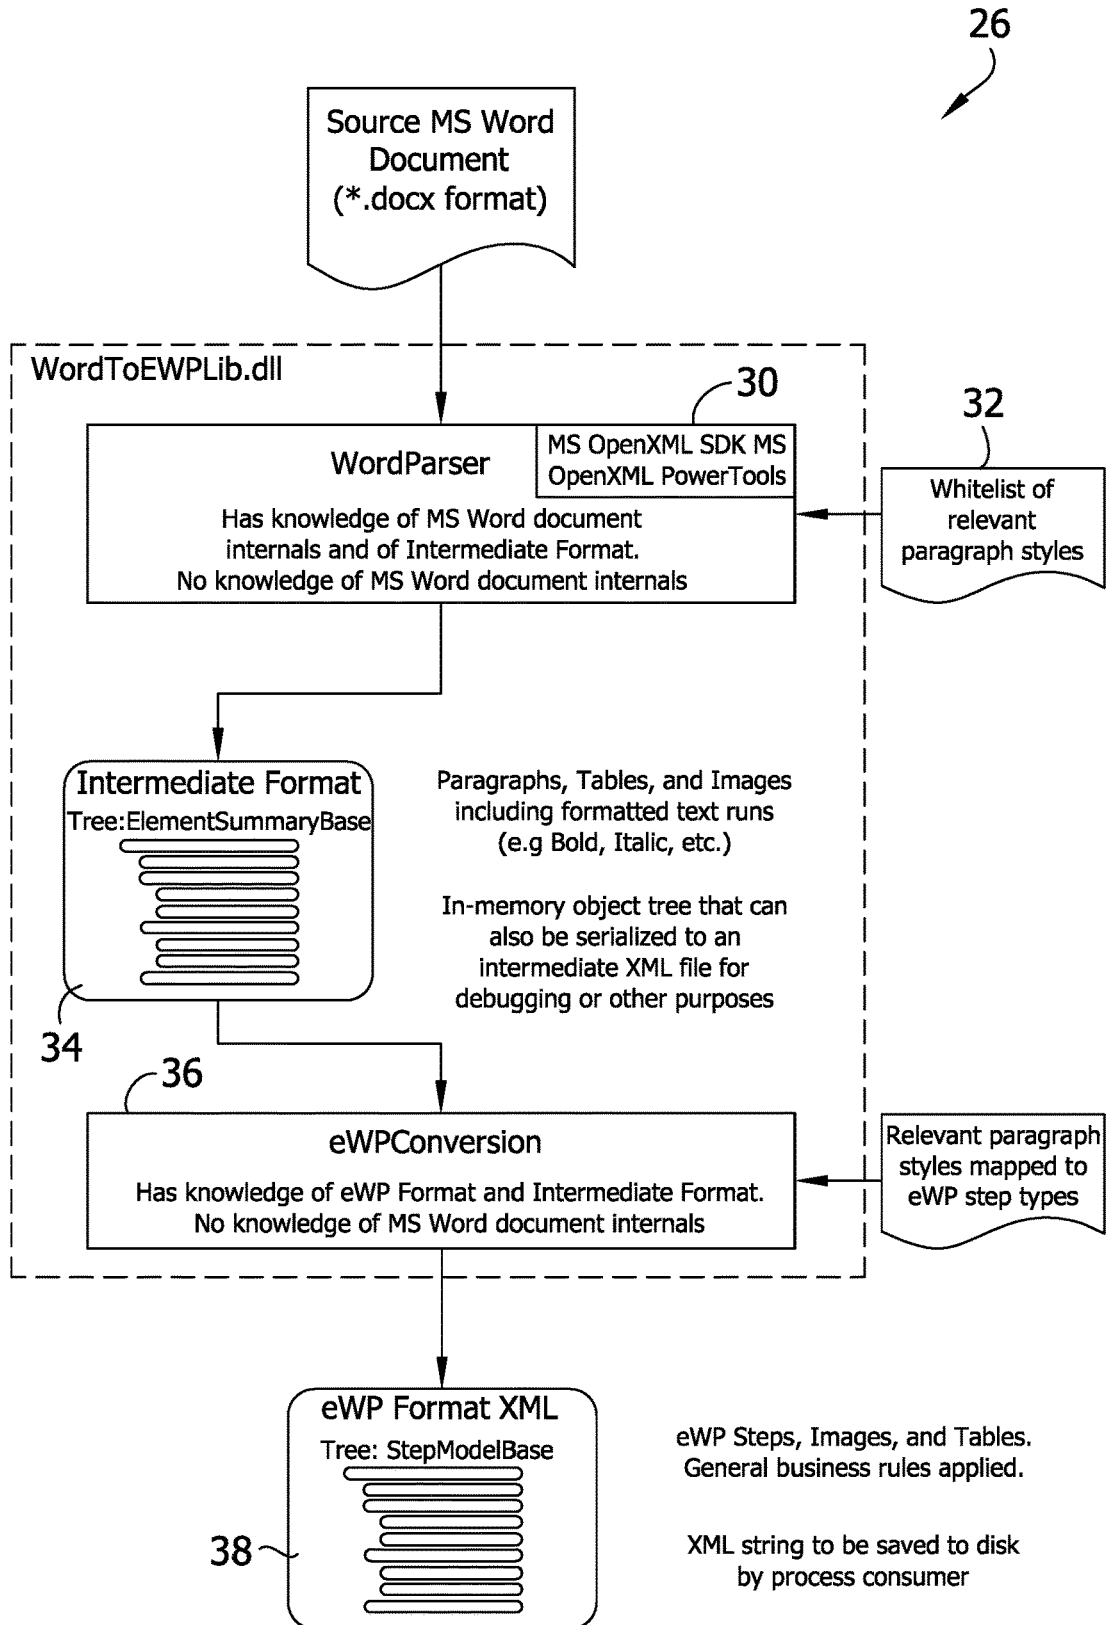 26
Source MS Word
Document
(*.docx format)
WordToEWPLib.dll
30
32
WordParser
MS OpenXML SDK MS
OpenXML PowerTools
Has knowledge of MS Word document
internals and of Intermediate Format.
No knowledge of MS Word document internals
Whitelist of
relevant
paragraph styles
Intermediate Format
Tree:ElementSummaryBase
34
Paragraphs, Tables, and Images
including formatted text runs
(e.g Bold, Italic, etc.)
In-memory object tree that can
also be serialized to an
intermediate XML file for
debugging or other purposes
36
eWPConversion
Has knowledge of eWP Format and Intermediate Format.
No knowledge of MS Word document internals
Relevant paragraph
styles mapped to
eWP step types
eWP Format XML
Tree: StepModelBase
38
eWP Steps, Images, and Tables.
General business rules applied.
XML string to be saved to disk
by process consumer